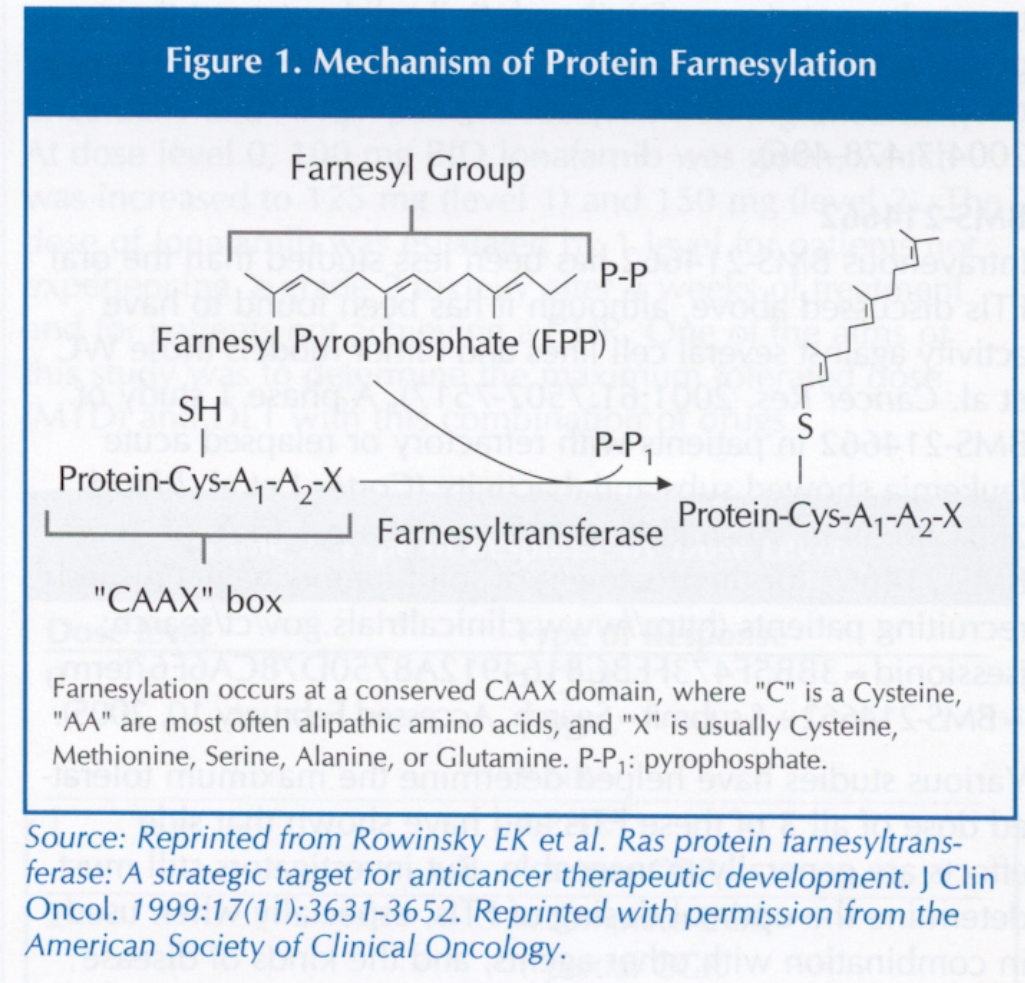 Figure 1. Mechanism of Protein Farnesylation
Farnesyl Group
P-P
Farnesyl Pyrophosphate (FPP)
SH
P-P1
S
Protein-Cys-A1-A2-X
Farnesyltransferase
Protein-Cys-A1-A2-X
"CAAX" box
Farnesylation occurs at a conserved CAAX domain, where "C" is a Cysteine,
"AA" are most often alipathic amino acids, and "X" is usually Cysteine,
Methionine, Serine, Alanine, or Glutamine. P-P1: pyrophosphate.
Source: Reprinted from Rowinsky EK et al. Ras protein farnesyltrans-
ferase: A strategic target for anticancer therapeutic development. J Clin
Oncol. 1999:17(11):3631-3652. Reprinted with permission from the
American Society of Clinical Oncology.